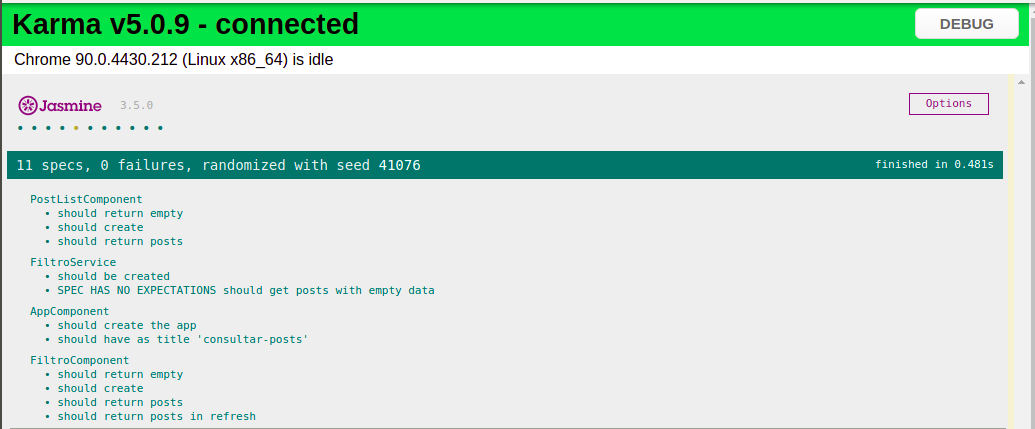 Karma v5.0.9 - connected
DEBUG
Chrome 90.0.4430.212 (Linux x86_64) is idle
Jasmine 3.5.0
Options
• • • • • • • • • • •
11 specs, 0 failures, randomized with seed 41076
finished in 0.481s
PostListComponent
• should return empty
• should create
• should return posts
FiltroService
• should be created
• SPEC HAS NO EXPECTATIONS should get posts with empty data
AppComponent
• should create the app
• should have as title 'consultar-posts'
FiltroComponent
• should return empty
• should create
• should return posts
• should return posts in refresh